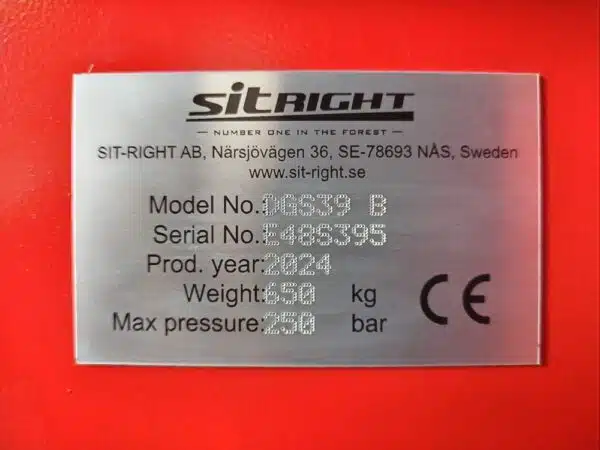 sitRIGHT
NUMBER ONE IN THE FOREST
SIT-RIGHT AB, Närsjövägen 36, SE-78693 NÅS, Sweden
www.sit-right.se
Model No.:DGS39 B
Serial No.:E48S395
Prod. year:2024
Weight:650 kg
Max pressure:250 bar
CE